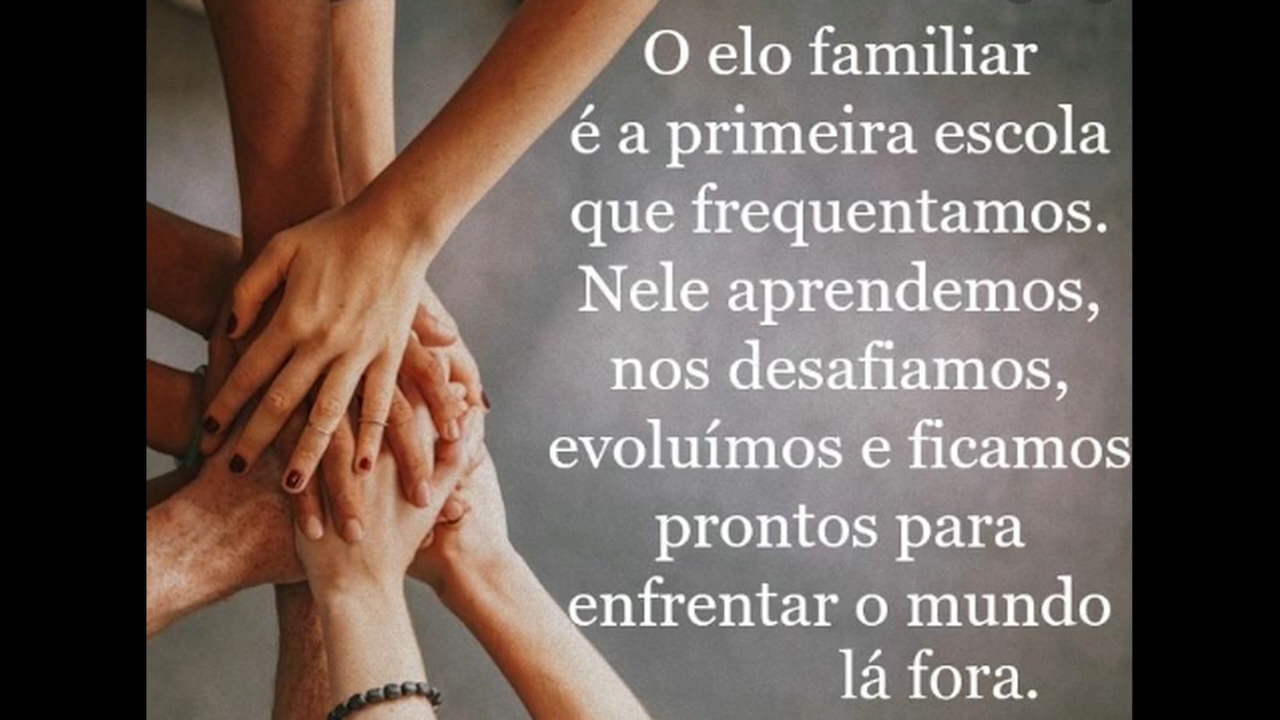 O elo familiar
é a primeira escola
que frequentamos.
Nele aprendemos,
nos desafiamos,
evoluímos e ficamos
prontos para
enfrentar o mundo
lá fora.